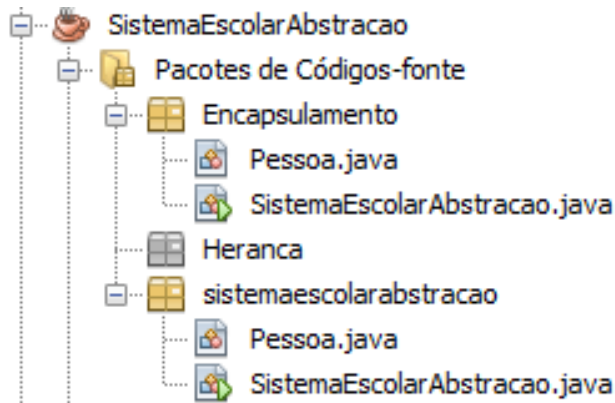 SistemaEscolarAbstracao
Pacotes de Códigos-fonte
Encapsulamento
Pessoa.java
SistemaEscolarAbstracao.java
Heranca
sistemaescolarabstracao
Pessoa.java
SistemaEscolarAbstracao.java